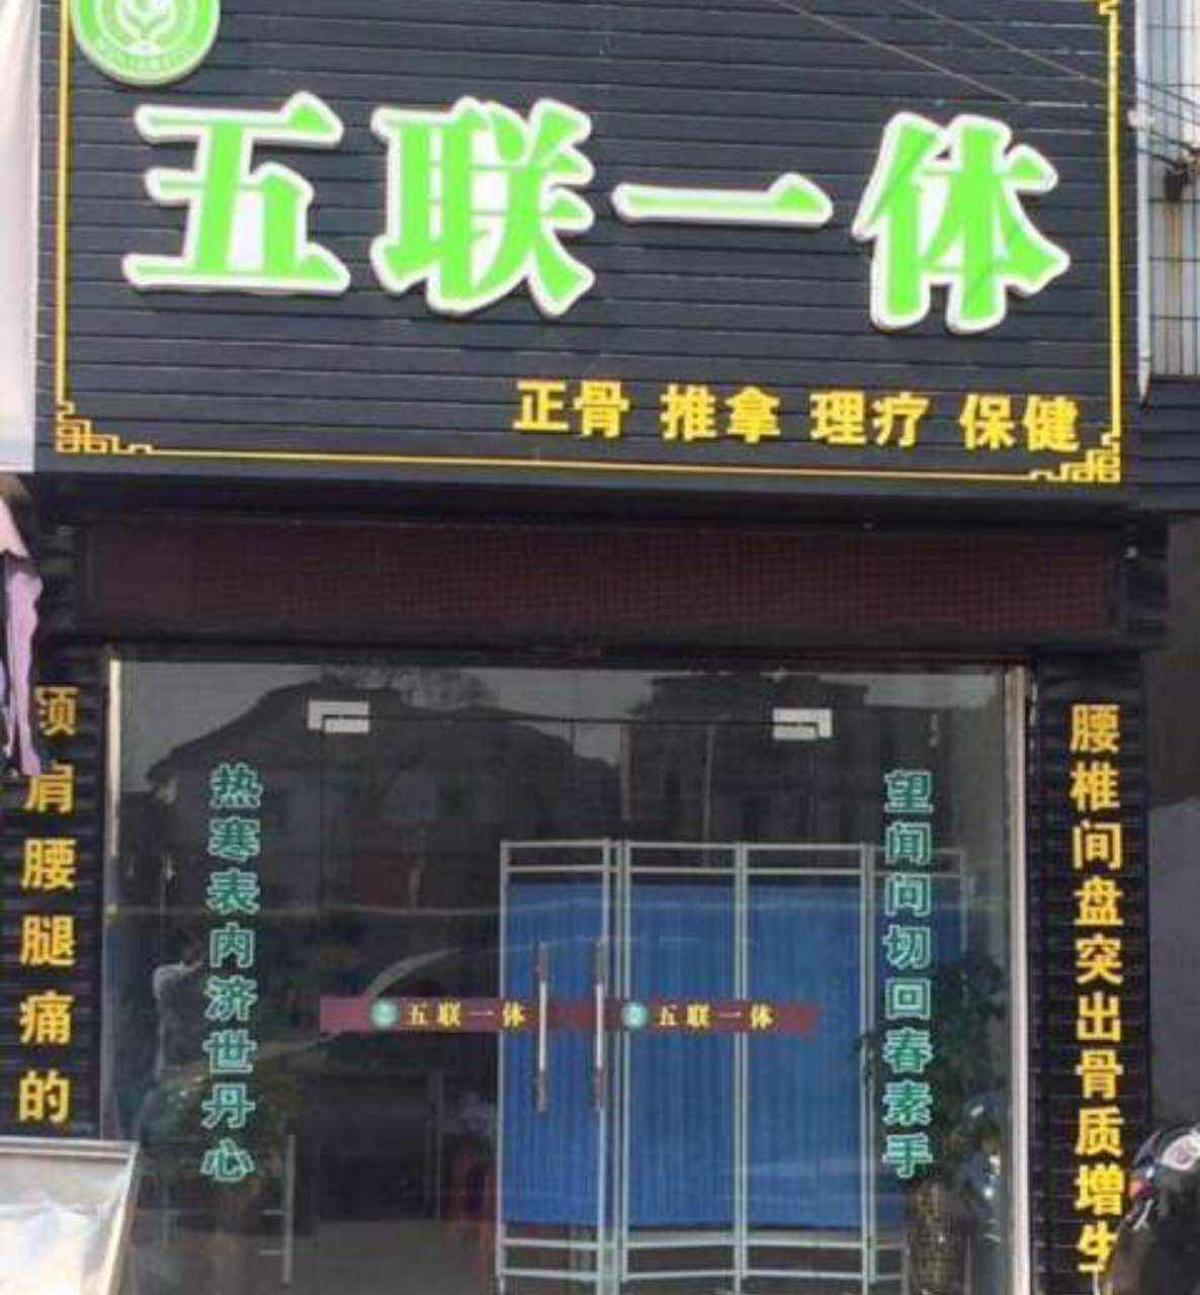 五联一体
正骨 推拿 理疗 保健
肩腰腿痛的
热寒表内济世丹心
五联一体
五联一体
望闻问切回春素手
腰椎间盘突出骨质增生